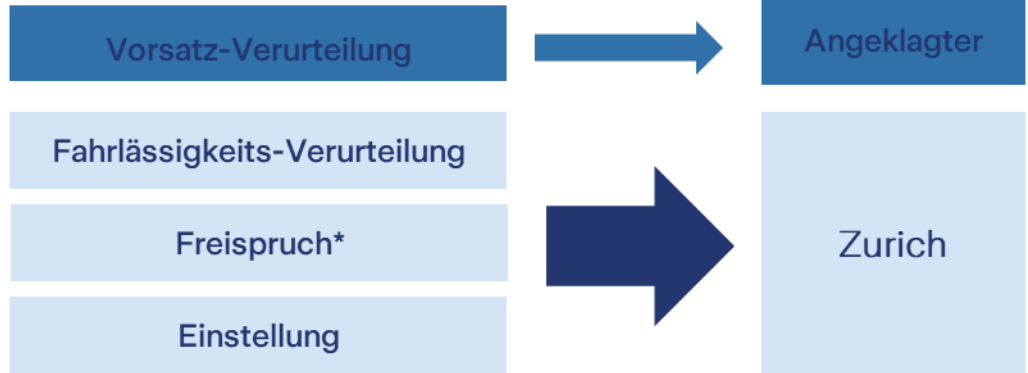 Vorsatz-Verurteilung
Angeklagter
Fahrlässigkeits-Verurteilung
Freispruch*
Zurich
Einstellung